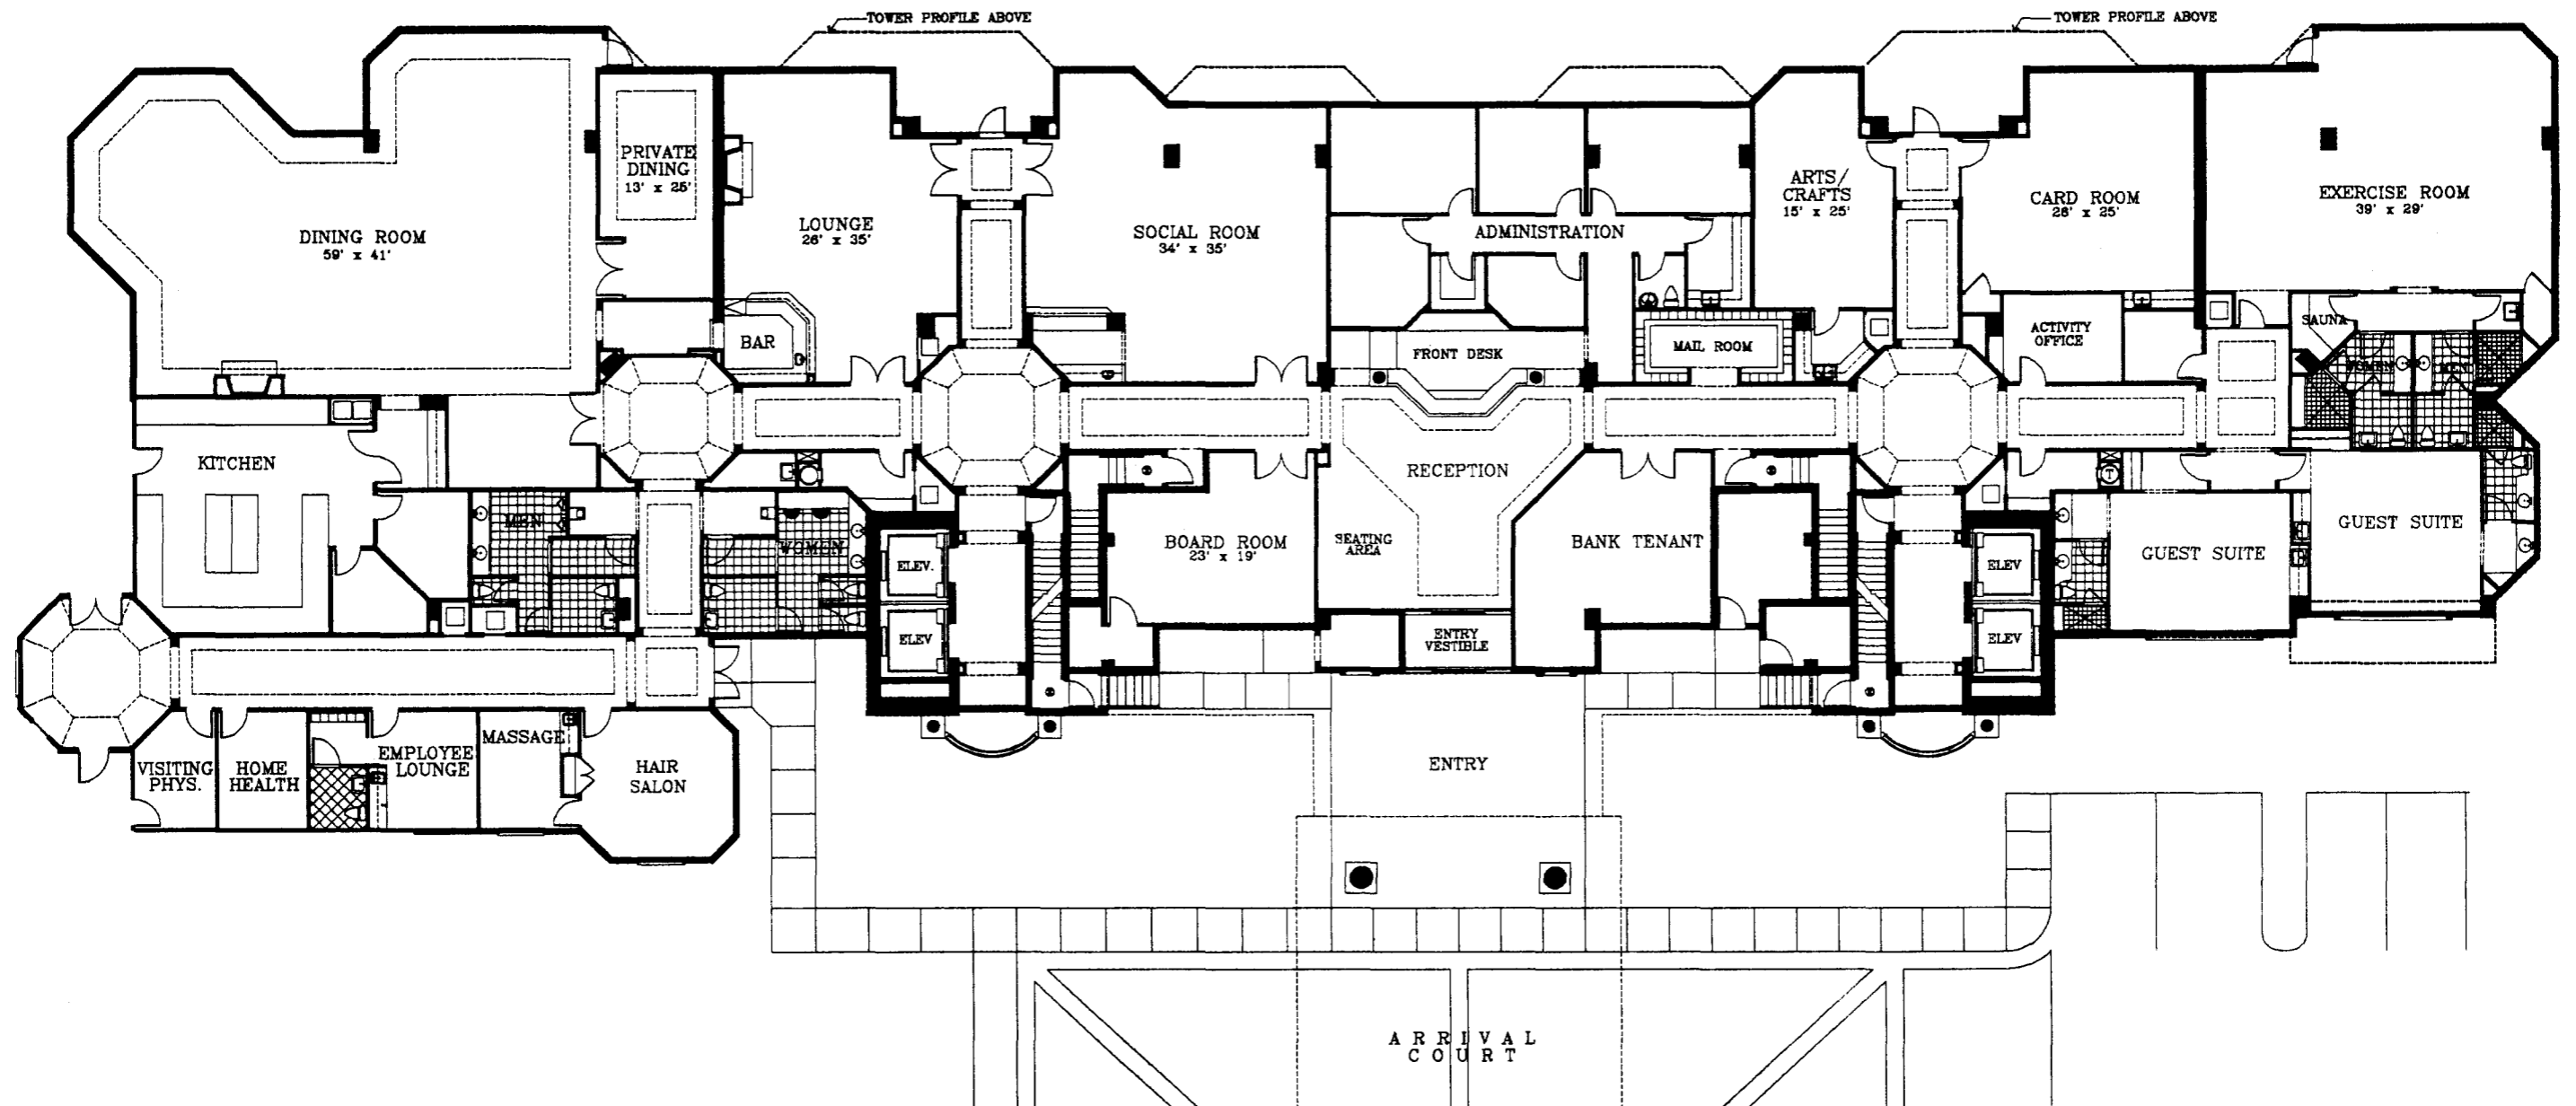 TOWER PROFILE ABOVE
TOWER PROFILE ABOVE
PRIVATE
DINING
13' x 25'
DINING ROOM
59' x 41'
LOUNGE
26' x 35'
SOCIAL ROOM
34' x 35'
ADMINISTRATION
ARTS/
CRAFTS
15' x 25'
CARD ROOM
26' x 25'
EXERCISE ROOM
39' x 29'
BAR
FRONT DESK
MAIL ROOM
ACTIVITY
OFFICE
SAUNA
WOMEN
MEN
KITCHEN
RECEPTION
MEN
WOMEN
ELEV.
ELEV
BOARD ROOM
23' x 19'
SEATING
AREA
BANK TENANT
ELEV
ELEV
T
GUEST SUITE
GUEST SUITE
ENTRY
VESTIBLE
VISITING
PHYS.
HOME
HEALTH
EMPLOYEE
LOUNGE
MASSAGE
HAIR
SALON
ENTRY
ARRIVAL
COURT